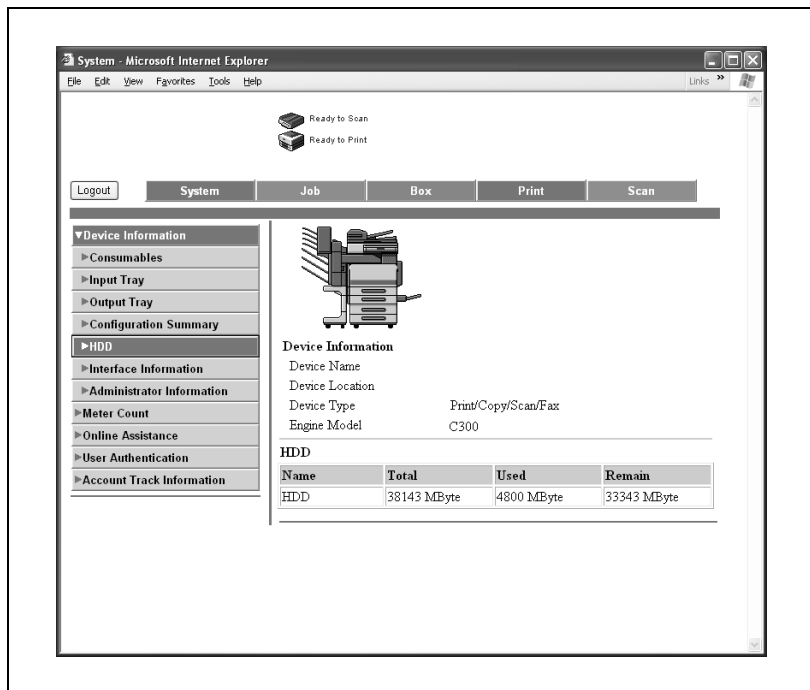 System - Microsoft Internet Explorer
File Edit View Favorites Tools Help Links »
Ready to Scan
Ready to Print
Logout System Job Box Print Scan
▼Device Information
▶Consumables
▶Input Tray
▶Output Tray
▶Configuration Summary
▶HDD
▶Interface Information
▶Administrator Information
▶Meter Count
▶Online Assistance
▶User Authentication
▶Account Track Information
Device Information
Device Name
Device Location
Device Type Print/Copy/Scan/Fax
Engine Model C300
HDD
Name Total Used Remain
HDD 38143 MByte 4800 MByte 33343 MByte